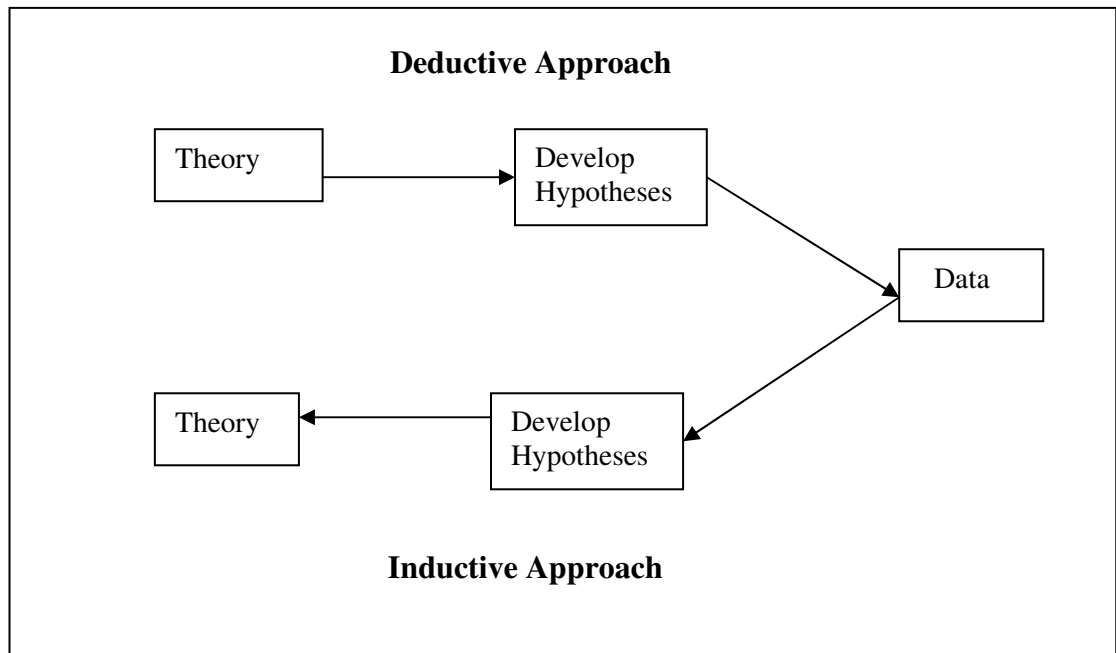 Deductive Approach
Theory
Develop
Hypotheses
Data
Theory
Develop
Hypotheses
Inductive Approach